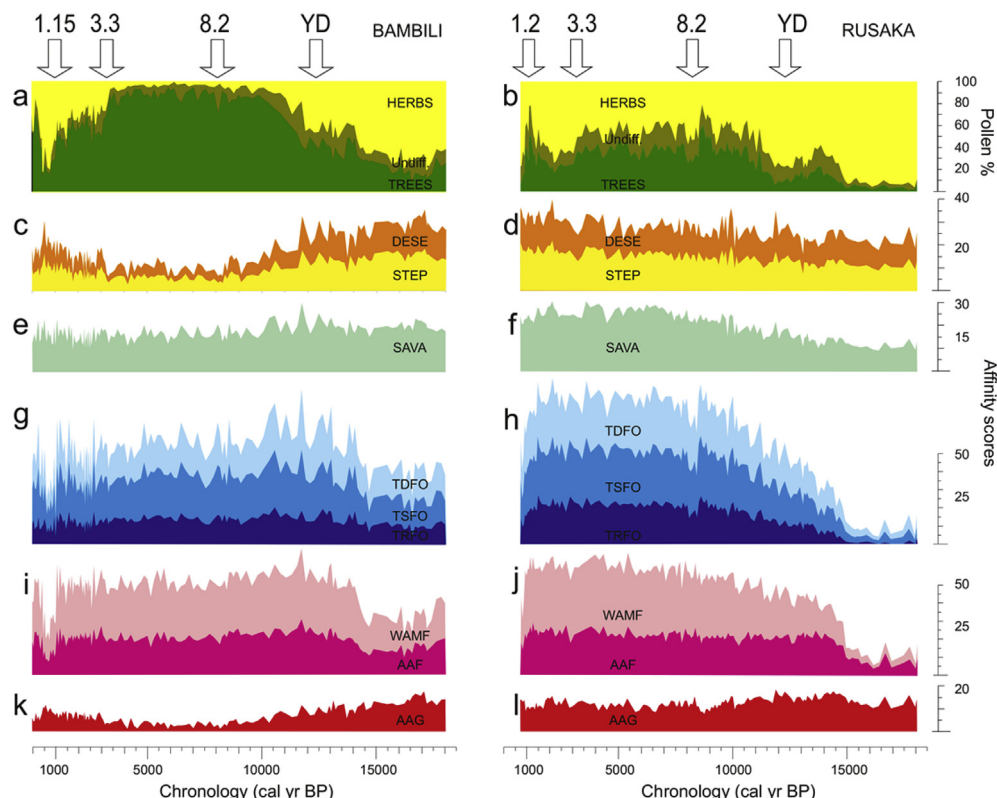 1.15 3.3 8.2 YD BAMBILI
1.2 3.3 8.2 YD RUSAKA
a HERBS Undiff. TREES
b HERBS Undiff. TREES
100
80
60
40
20
40
Pollen %
c DESE STEP
d DESE STEP
20
e SAVA
f SAVA
30
15
Affinity scores
g TDFO TSFO TRFO
h TDFO TSFO TRFO
50
25
i WAMF AAF
j WAMF AAF
50
25
k AAG
l AAG
20
1000 5000 10000 15000
Chronology (cal yr BP)
1000 5000 10000 15000
Chronology (cal yr BP)